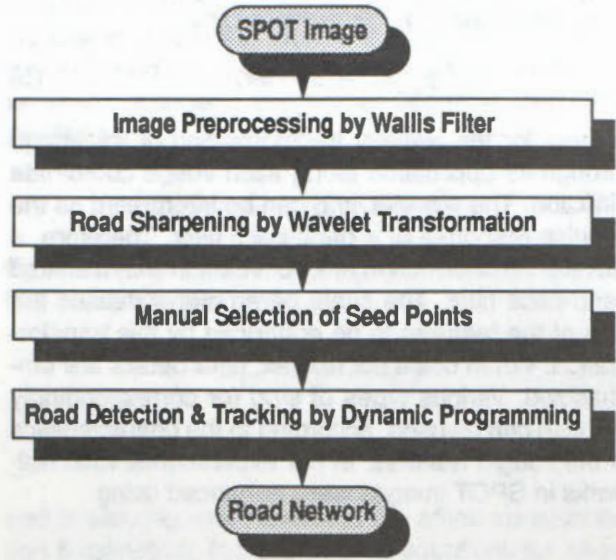 SPOT Image
Image Preprocessing by Wallis Filter
Road Sharpening by Wavelet Transformation
Manual Selection of Seed Points
Road Detection & Tracking by Dynamic Programming
Road Network